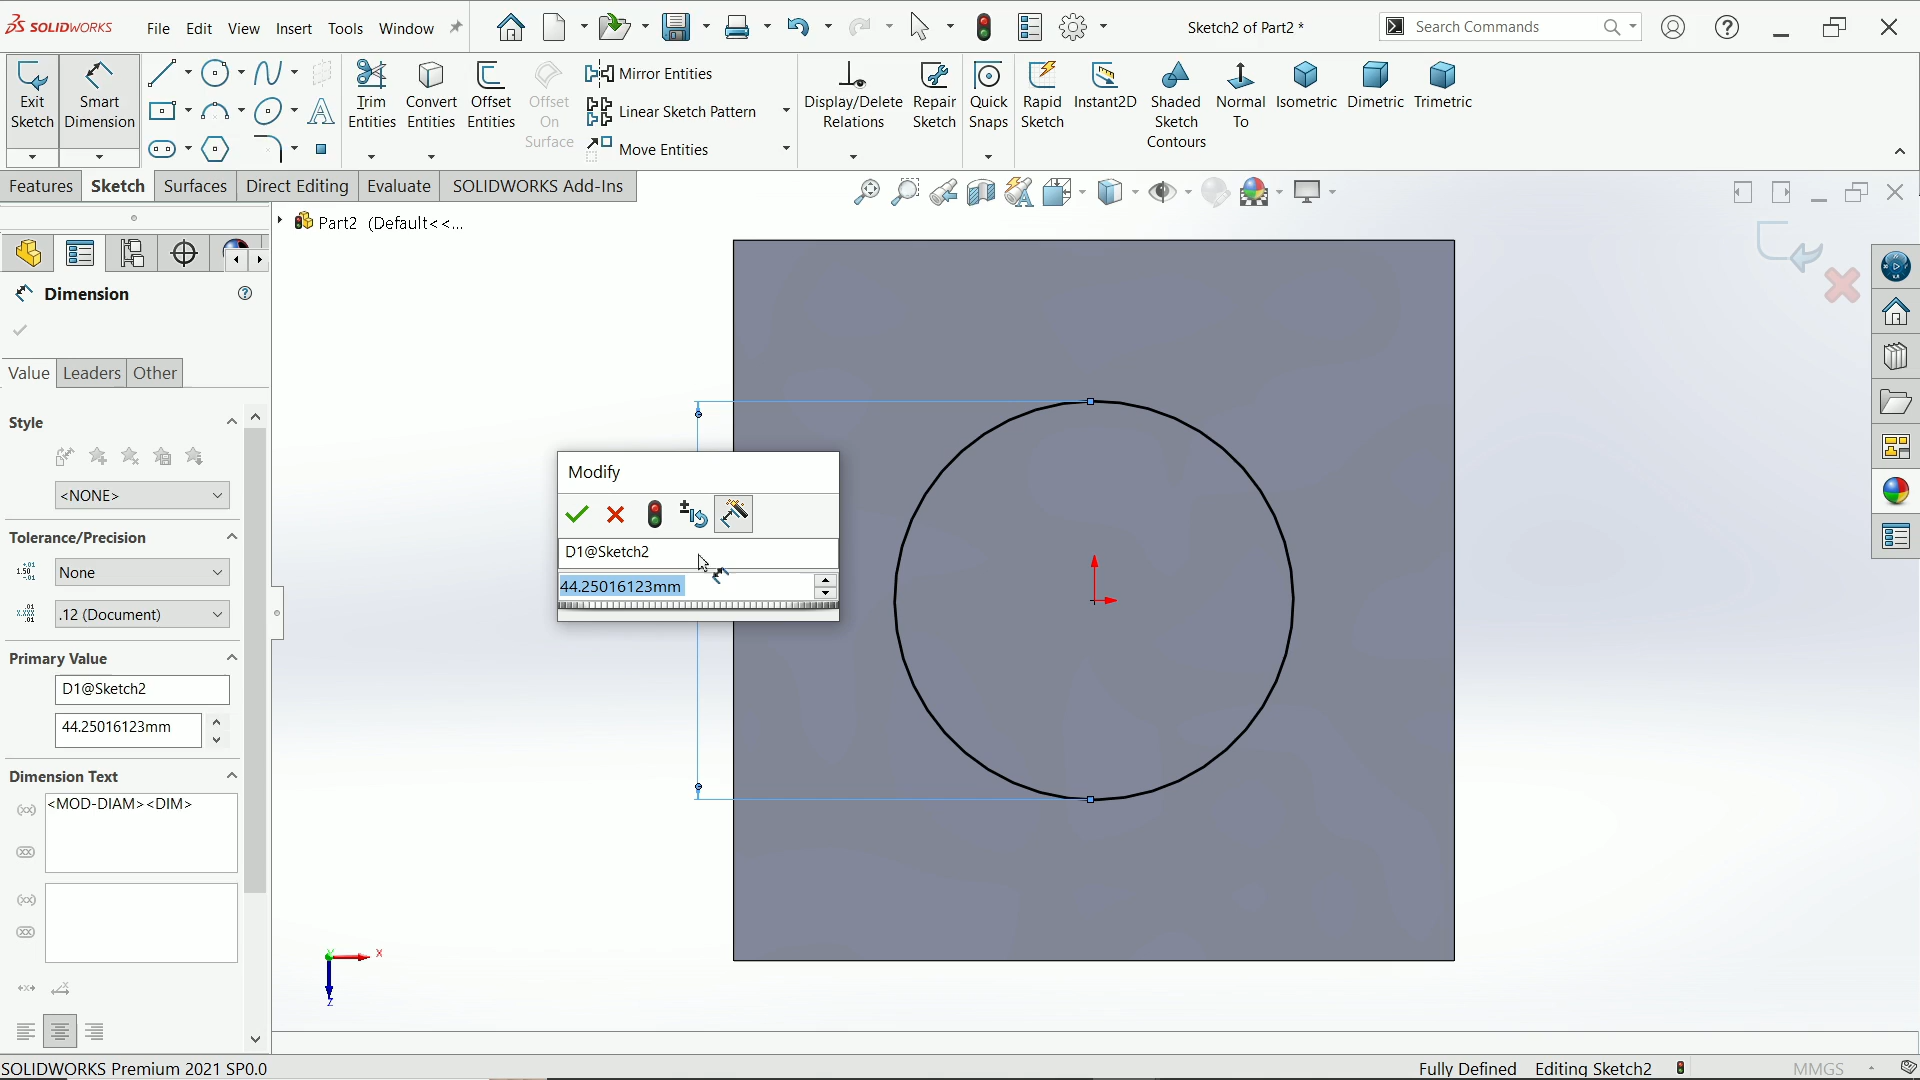 SOLIDWORKS
File Edit View Insert Tools Window
Sketch2 of Part2 *
Search Commands
Exit Sketch
Smart Dimension
Trim Entities
Convert Entities
Offset Entities
Offset On Surface
Mirror Entities
Linear Sketch Pattern
Move Entities
Display/Delete Relations
Repair Sketch
Quick Snaps
Rapid Sketch
Instant2D
Shaded Sketch Contours
Normal To
Isometric
Dimetric
Trimetric
Features Sketch Surfaces Direct Editing Evaluate SOLIDWORKS Add-Ins
Part2 (Default<<...
Dimension
Value Leaders Other
Style
<NONE>
Tolerance/Precision
None
.12 (Document)
Primary Value
D1@Sketch2
44.25016123mm
Dimension Text
<MOD-DIAM><DIM>
Modify
D1@Sketch2
44.25016123mm
Y
X
Z
SOLIDWORKS Premium 2021 SP0.0
Fully Defined Editing Sketch2 MMGS